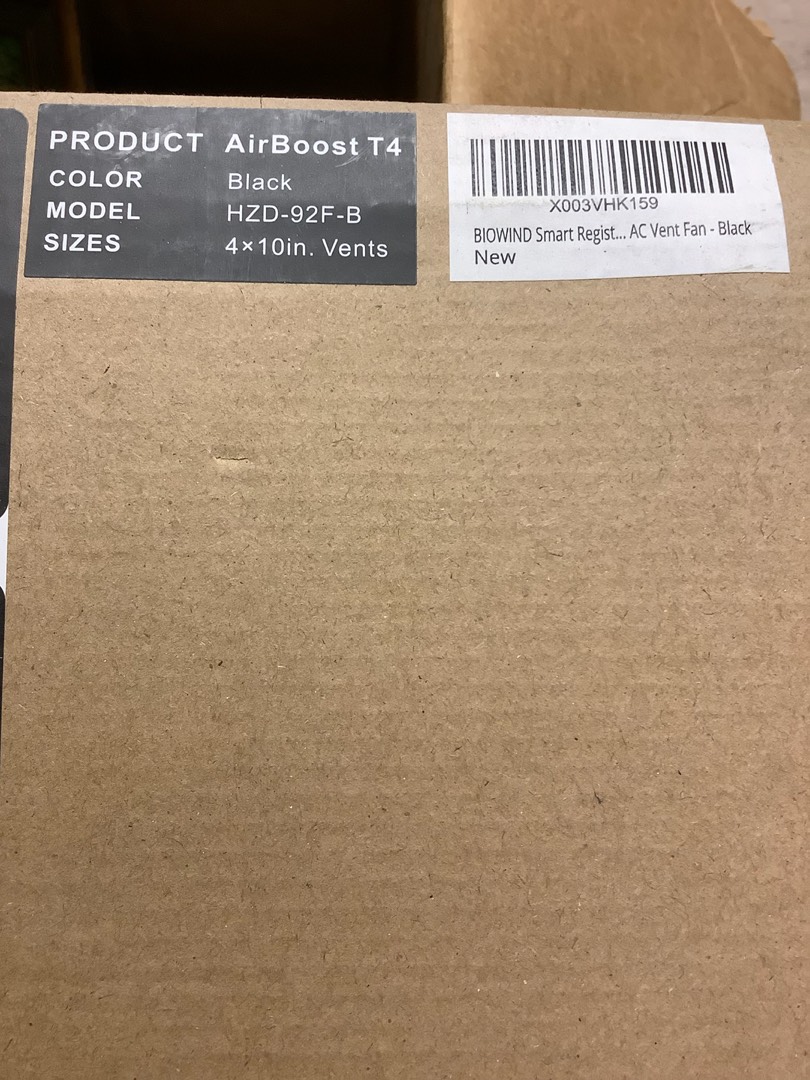 PRODUCT AirBoost T4
COLOR Black
MODEL HZD-92F-B
SIZES 4×10in. Vents
X003VHK159
BIOWIND Smart Regist... AC Vent Fan - Black
New